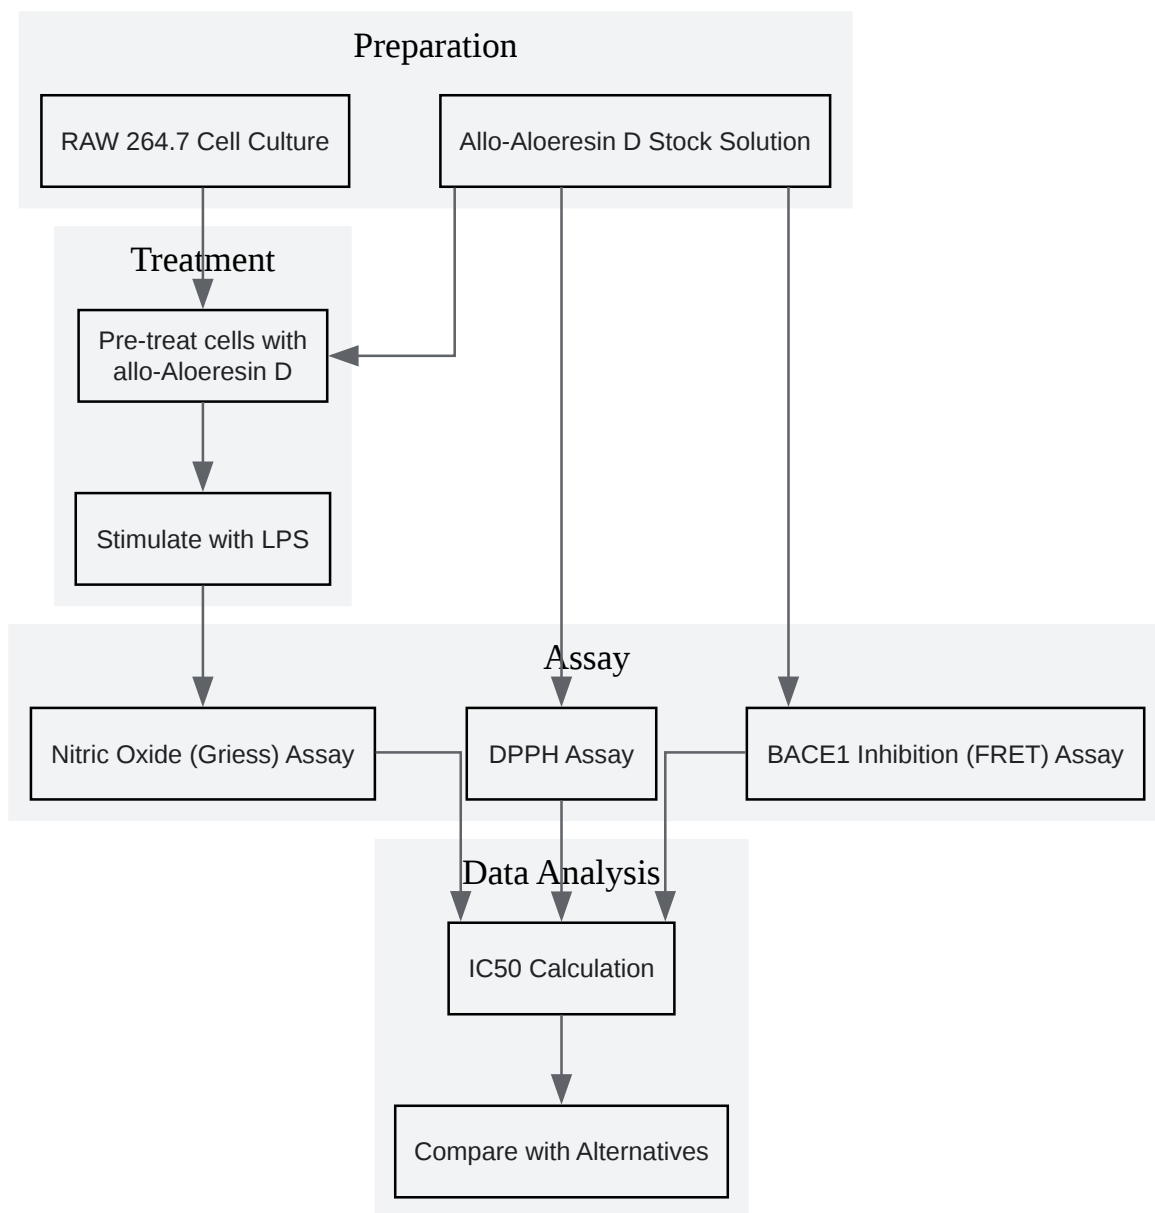 Preparation
RAW 264.7 Cell Culture
Allo-Aloeresin D Stock Solution
Treatment
Pre-treat cells with
allo-Aloeresin D
Stimulate with LPS
Assay
Nitric Oxide (Griess) Assay
DPPH Assay
BACE1 Inhibition (FRET) Assay
Data Analysis
IC50 Calculation
Compare with Alternatives